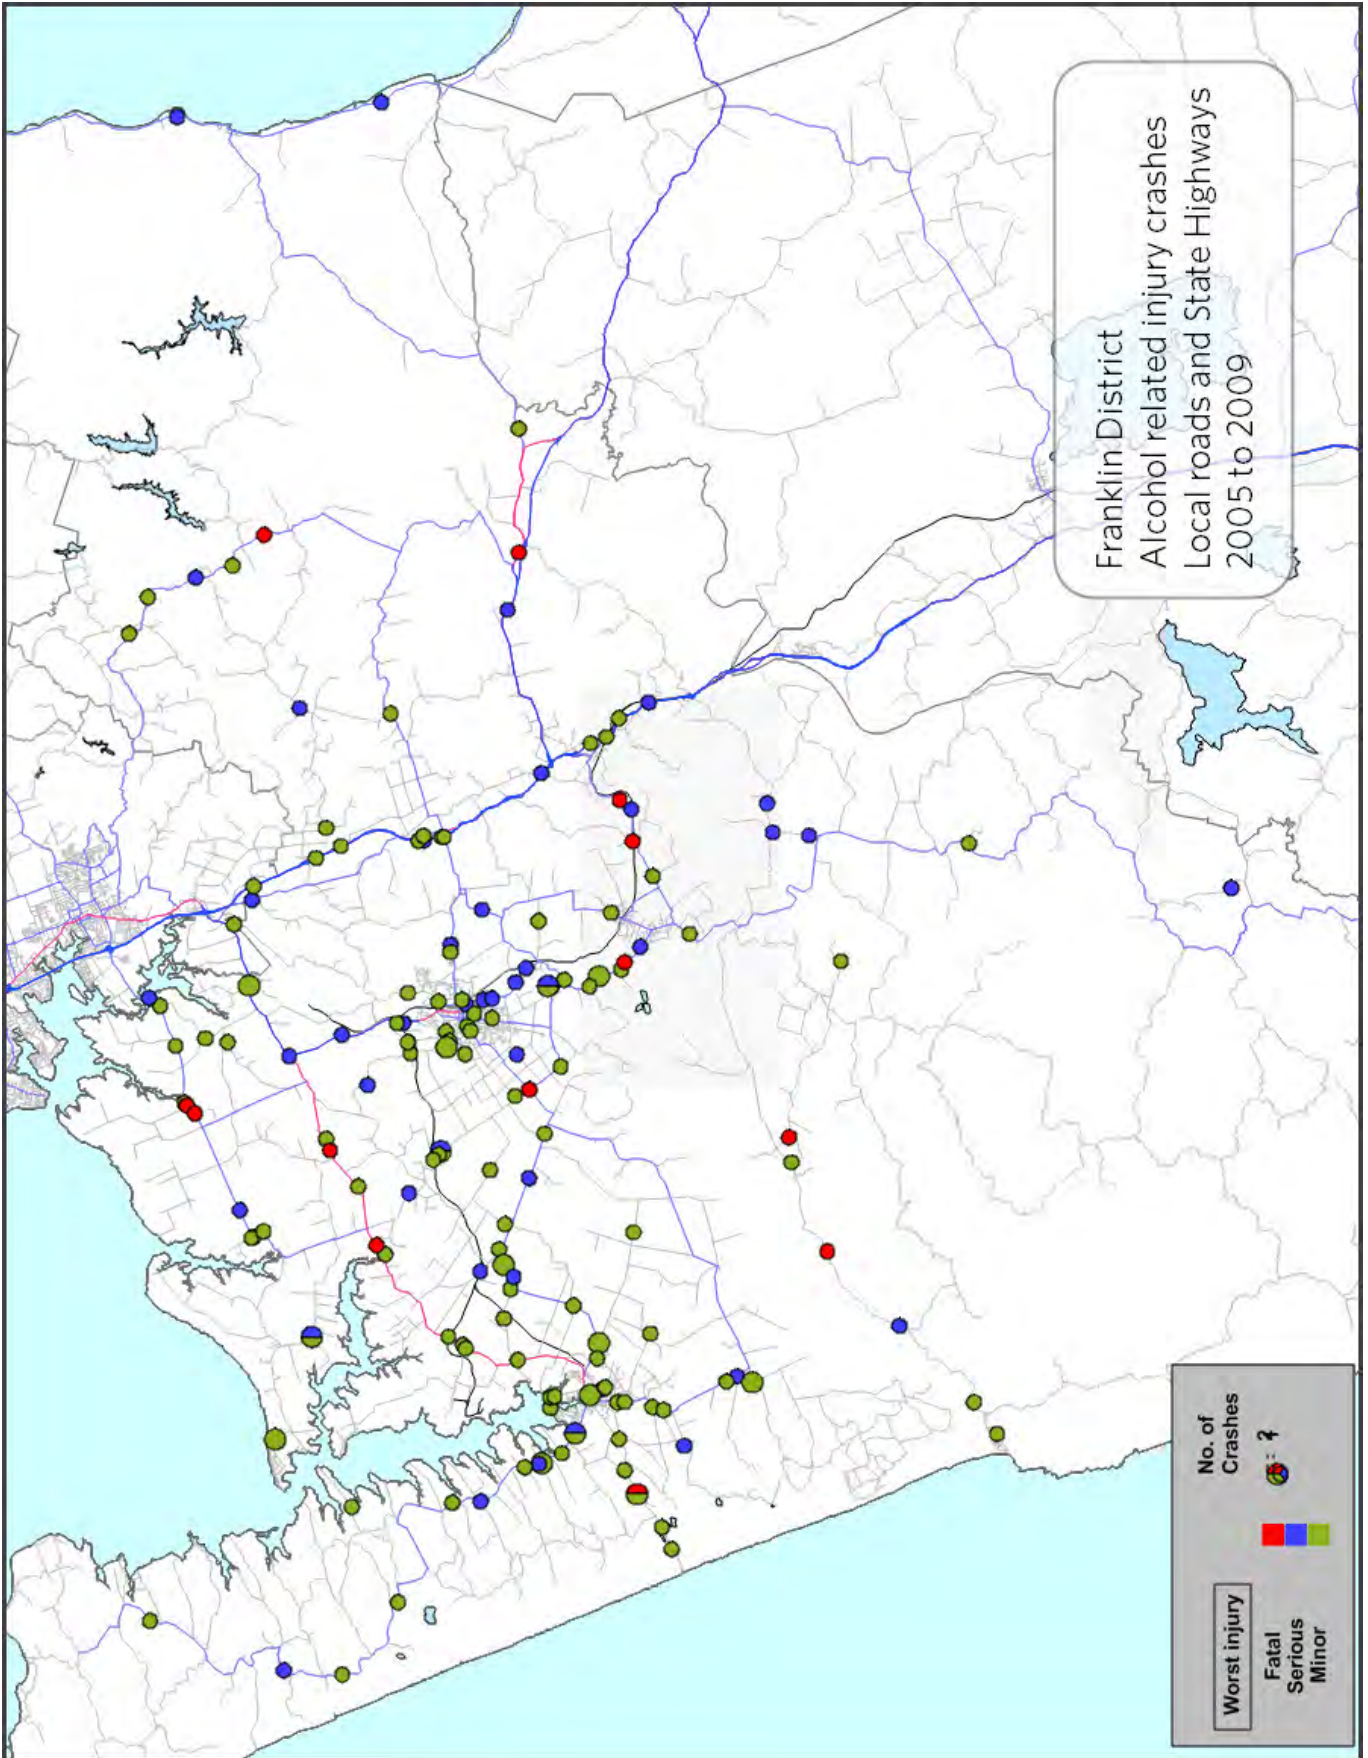 Franklin District
Alcohol related injury crashes
Local roads and State Highways
2005 to 2009
Worst injury
Fatal
Serious
Minor
No. of
Crashes